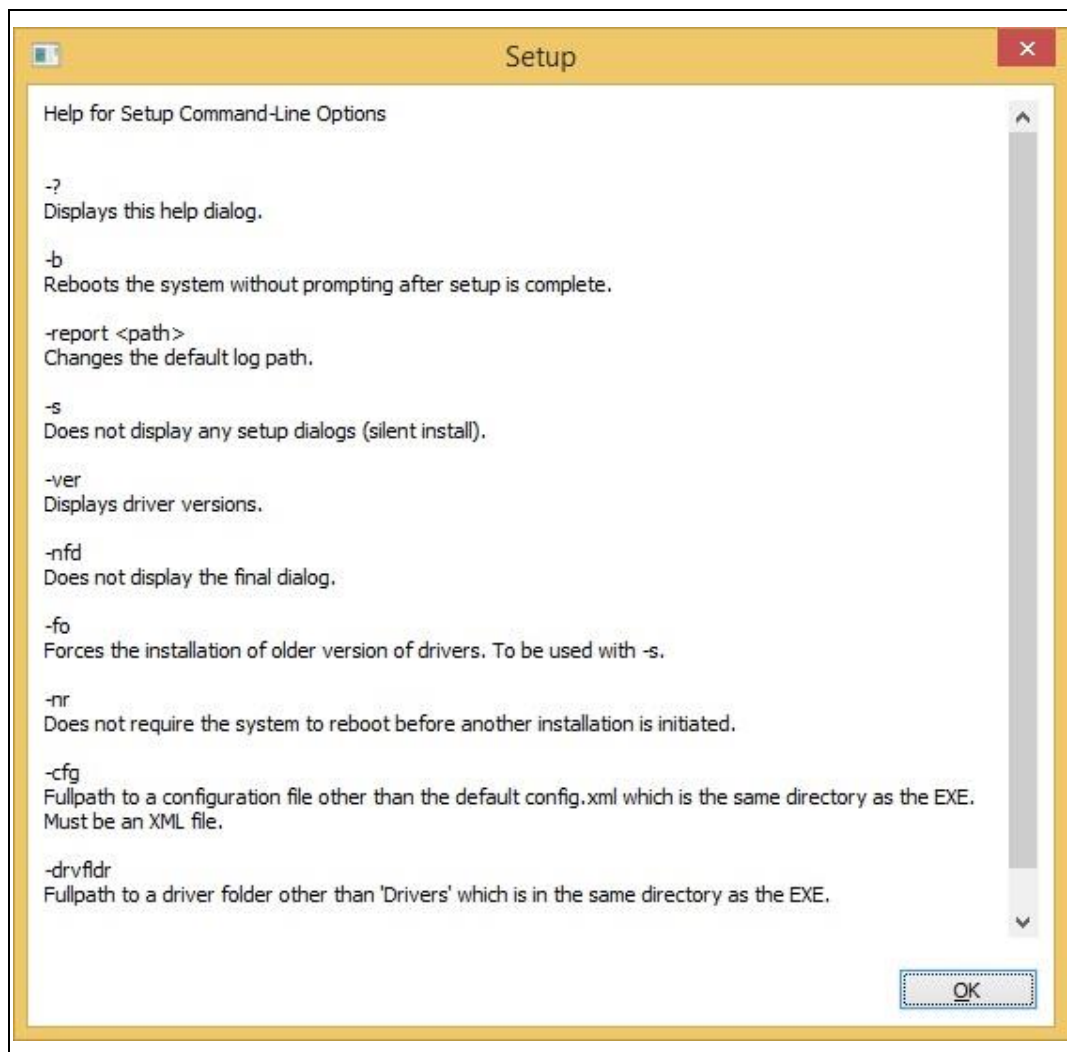 Setup
Help for Setup Command-Line Options
-?
Displays this help dialog.
-b
Reboots the system without prompting after setup is complete.
-report <path>
Changes the default log path.
-s
Does not display any setup dialogs (silent install).
-ver
Displays driver versions.
-nfd
Does not display the final dialog.
-fo
Forces the installation of older version of drivers. To be used with -s.
-nr
Does not require the system to reboot before another installation is initiated.
-cfg
Fullpath to a configuration file other than the default config.xml which is the same directory as the EXE.
Must be an XML file.
-drvfldr
Fullpath to a driver folder other than 'Drivers' which is in the same directory as the EXE.
OK